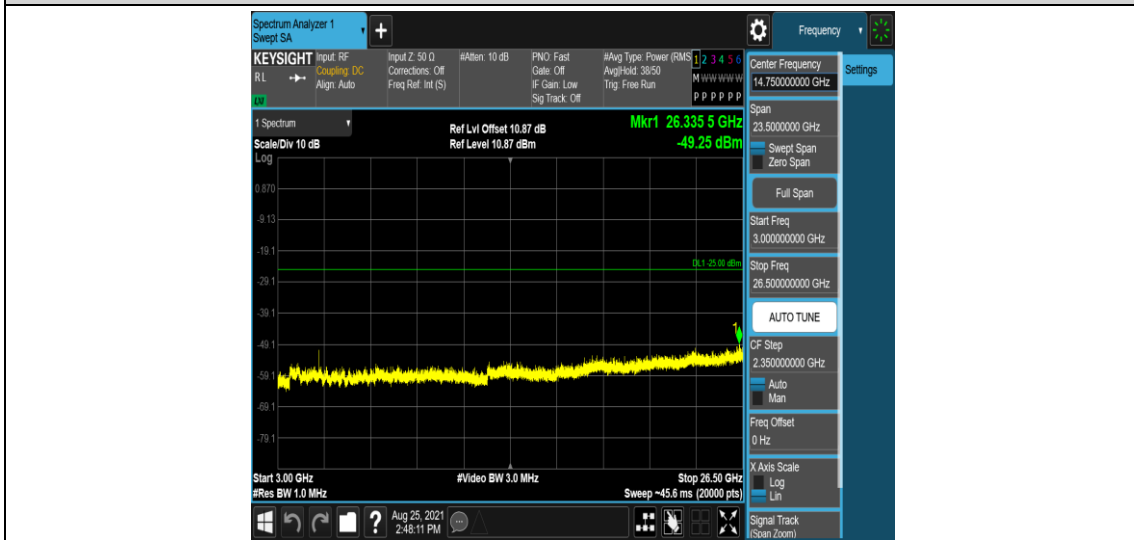 Spectrum Analyzer 1
Swept SA
Frequency
KEYSIGHT
RL
Input: RF
Coupling: DC
Align: Auto
Input Z: 50 Ω
Corrections: Off
Freq Ref: Int (S)
#Atten: 10 dB
PNO: Fast
Gate: Off
IF Gain: Low
Sig Track: Off
#Avg Type: Power (RMS
Avg|Hold: 38/50
Trig: Free Run
1 2 3 4 5 6
M W W W W W
P P P P P P
1 Spectrum
Scale/Div 10 dB
Log
Ref Lvl Offset 10.87 dB
Ref Level 10.87 dBm
Mkr1 26.335 5 GHz
-49.25 dBm
0.870
-9.13
-19.1
DL1 -25.00 dBm
-29.1
-39.1
1
-49.1
-59.1
-69.1
-79.1
Start 3.00 GHz
#Res BW 1.0 MHz
#Video BW 3.0 MHz
Stop 26.50 GHz
Sweep ~45.6 ms (20000 pts)
Aug 25, 2021
2:48:11 PM
Center Frequency
14.750000000 GHz
Settings
Span
23.5000000 GHz
Swept Span
Zero Span
Full Span
Start Freq
3.000000000 GHz
Stop Freq
26.500000000 GHz
AUTO TUNE
CF Step
2.350000000 GHz
Auto
Man
Freq Offset
0 Hz
X Axis Scale
Log
Lin
Signal Track
(Span Zoom)